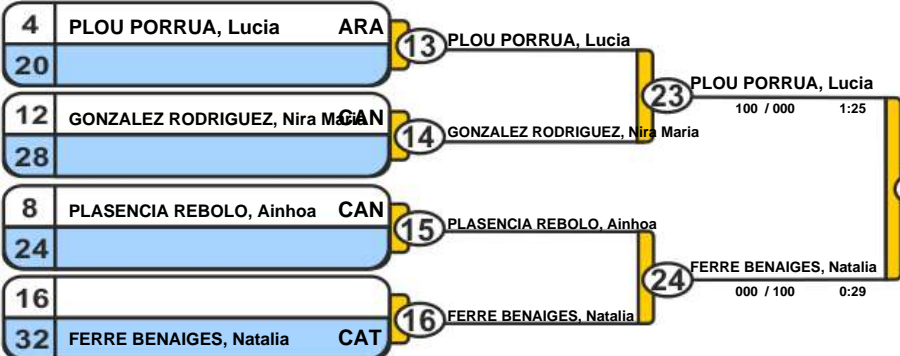 4 PLOU PORRUA, Lucia ARA
20
13 PLOU PORRUA, Lucia
12 GONZALEZ RODRIGUEZ, Nira Maria CAN
28
14 GONZALEZ RODRIGUEZ, Nira Maria
23 PLOU PORRUA, Lucia
100 / 000 1:25
8 PLASENCIA REBOLO, Ainhoa CAN
24
15 PLASENCIA REBOLO, Ainhoa
16
32 FERRE BENAIGES, Natalia CAT
16 FERRE BENAIGES, Natalia
24 FERRE BENAIGES, Natalia
000 / 100 0:29